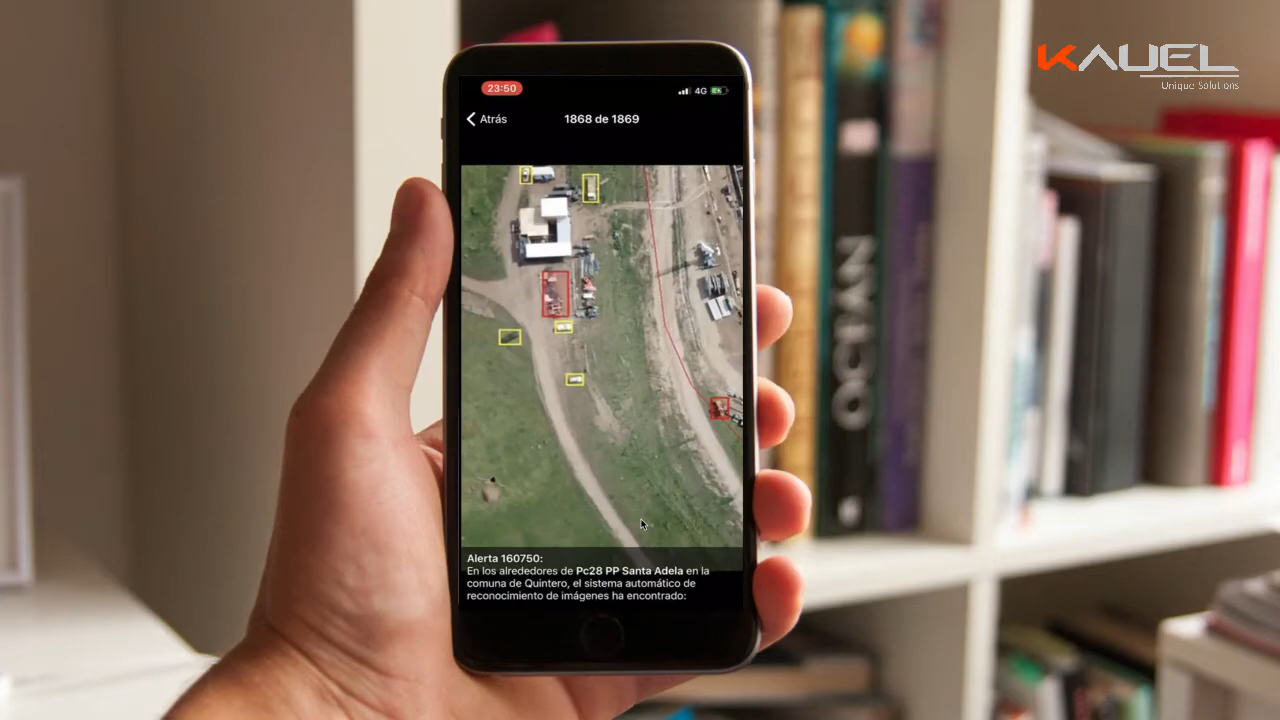 KAUEL
Unique Solutions
23:50
4G
Atrás
1868 de 1869
OCEAN
Alerta 160750:
En los alrededores de Pc28 PP Santa Adela en la
comuna de Quintero, el sistema automático de
reconocimiento de imágenes ha encontrado: